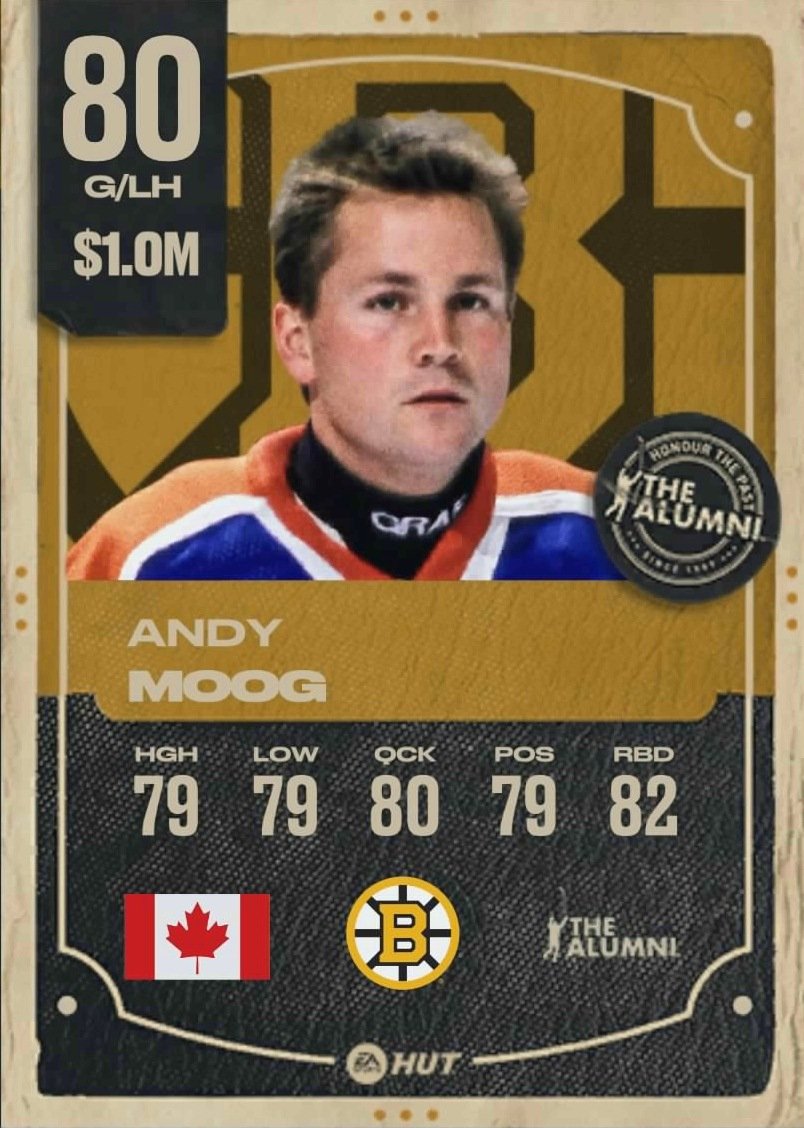 80
G/LH
$1.0M
HONOUR THE PAST
THE
ALUMNI
ANDY
MOOG
HGH LOW QCK POS RBD
79 79 80 79 82
B
THE
ALUMNI
EA HUT